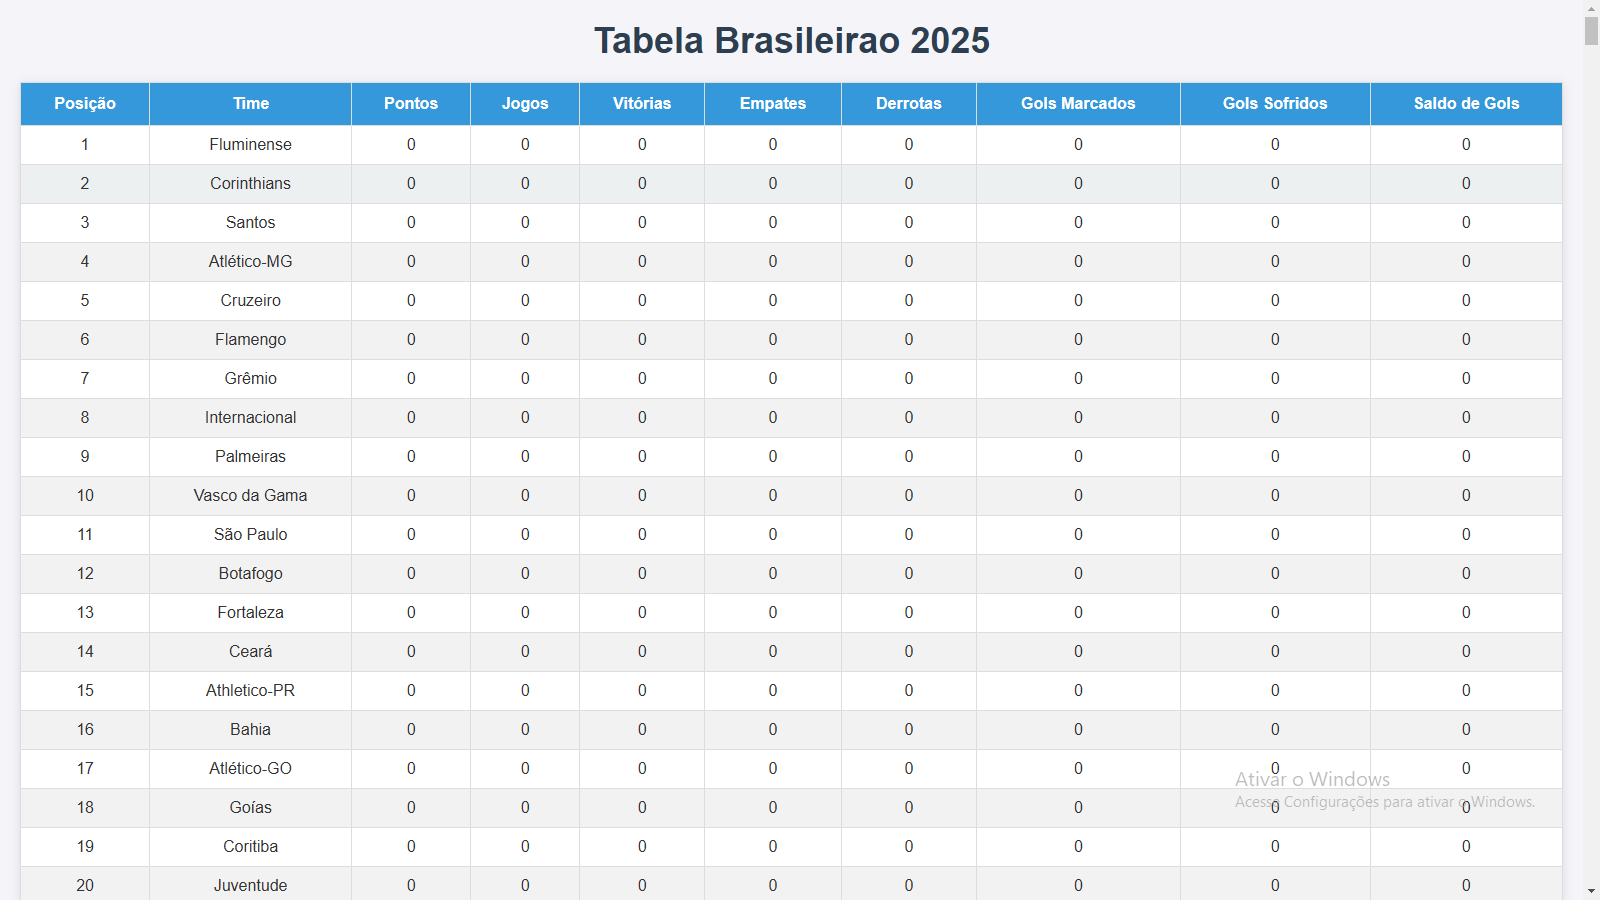 Tabela Brasileirao 2025
Posição Time Pontos Jogos Vitórias Empates Derrotas Gols Marcados Gols Sofridos Saldo de Gols
1 Fluminense 0 0 0 0 0 0 0 0
2 Corinthians 0 0 0 0 0 0 0 0
3 Santos 0 0 0 0 0 0 0 0
4 Atlético-MG 0 0 0 0 0 0 0 0
5 Cruzeiro 0 0 0 0 0 0 0 0
6 Flamengo 0 0 0 0 0 0 0 0
7 Grêmio 0 0 0 0 0 0 0 0
8 Internacional 0 0 0 0 0 0 0 0
9 Palmeiras 0 0 0 0 0 0 0 0
10 Vasco da Gama 0 0 0 0 0 0 0 0
11 São Paulo 0 0 0 0 0 0 0 0
12 Botafogo 0 0 0 0 0 0 0 0
13 Fortaleza 0 0 0 0 0 0 0 0
14 Ceará 0 0 0 0 0 0 0 0
15 Athletico-PR 0 0 0 0 0 0 0 0
16 Bahia 0 0 0 0 0 0 0 0
17 Atlético-GO 0 0 0 0 0 0 0 0
Ativar o Windows
18 Goías 0 0 0 0 0 0 0 0
Acesse Configurações para ativar o Windows.
19 Coritiba 0 0 0 0 0 0 0 0
20 Juventude 0 0 0 0 0 0 0 0